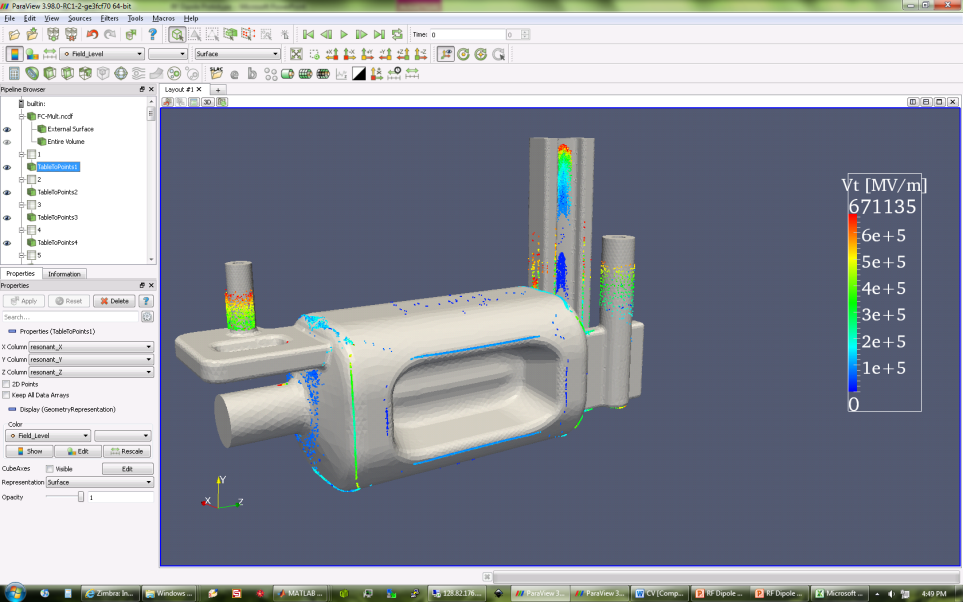 ParaView 3.98.0-RC1-2-ge3fcf70 64-bit
File Edit View Sources Filters Tools Macros Help
Time: 0 0
Field_Level Surface
SLAC
Pipeline Browser
Layout #1
3D
builtin:
FC-Mult.ncdf
External Surface
Entire Volume
1
TableToPoints1
2
TableToPoints2
3
TableToPoints3
4
TableToPoints4
5
Properties Information
Properties
Apply Reset Delete ?
Search...
Properties (TableToPoints1)
X Column resonant_X
Y Column resonant_Y
Z Column resonant_Z
2D Points
Keep All Data Arrays
Display (GeometryRepresentation)
Color
Field_Level
Show Edit Rescale
CubeAxes Visible Edit
Representation Surface
Opacity 1
Vt [MV/m]
671135
6e+5
5e+5
4e+5
3e+5
2e+5
1e+5
0
Y
X Z
Zimbra: In... Windows ... MATLAB ... 128.82.176.... ParaView 3.... ParaView 3.... CV [Comp... RF Dipole ... RF Dipole ... Microsoft ... 4:49 PM